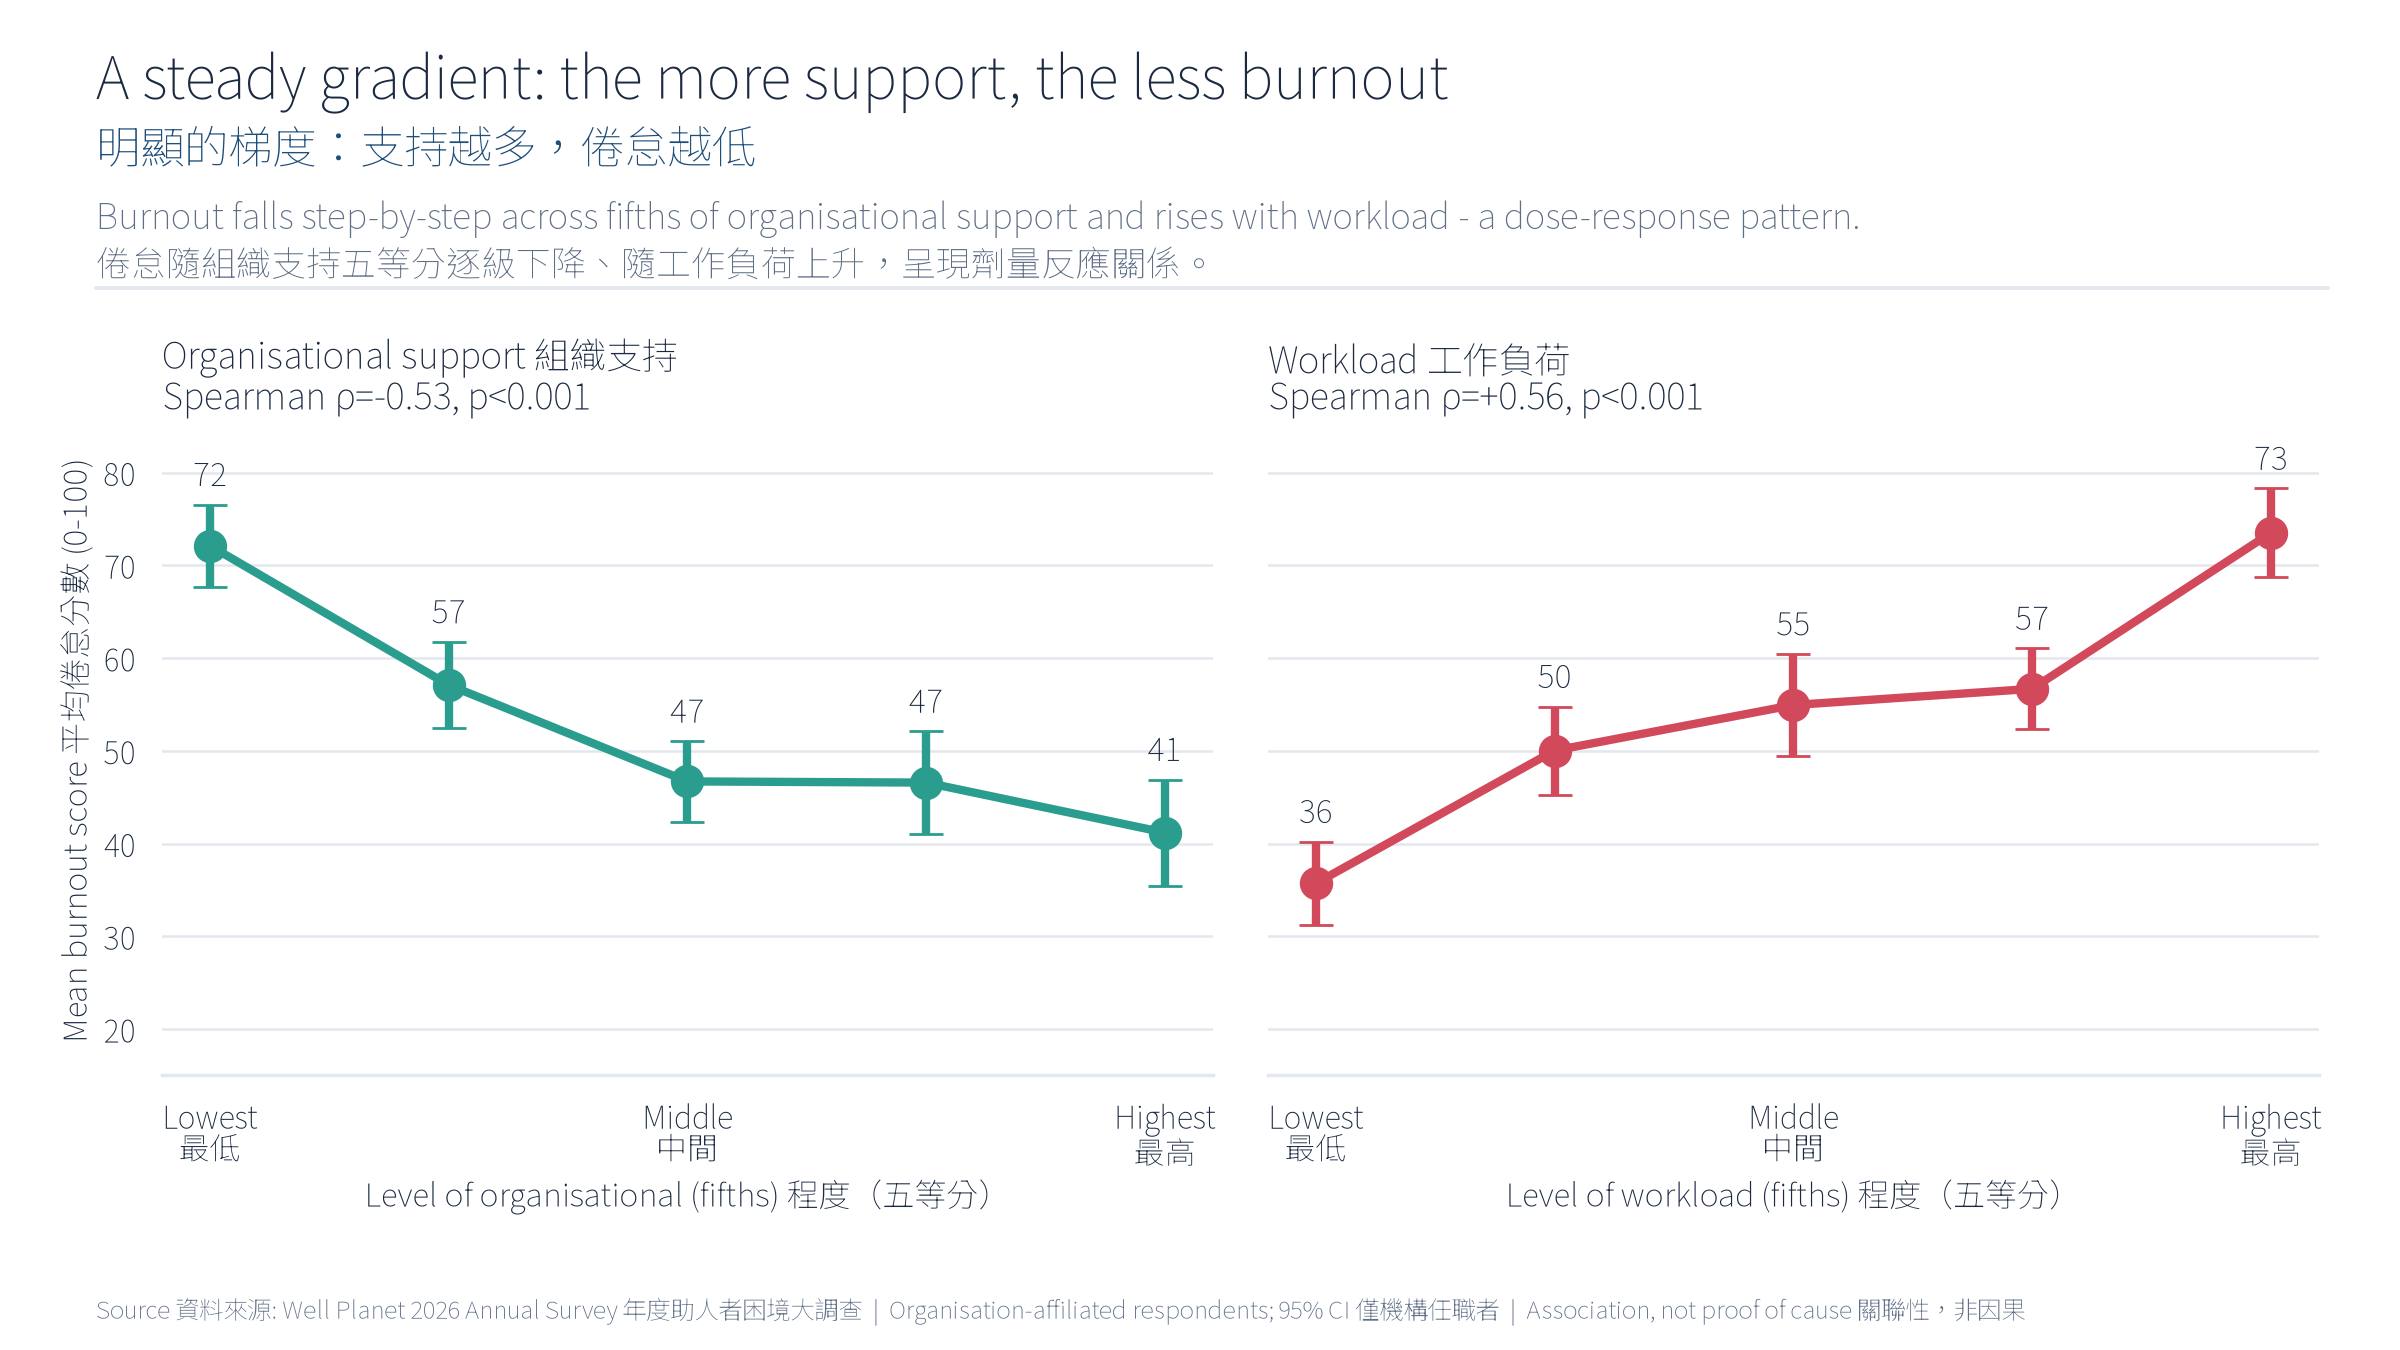 A steady gradient: the more support, the less burnout
明顯的梯度：支持越多，倦怠越低
Burnout falls step-by-step across fifths of organisational support and rises with workload - a dose-response pattern.
倦怠隨組織支持五等分逐級下降、隨工作負荷上升，呈現劑量反應關係。
Organisational support 組織支持
Spearman ρ=-0.53, p<0.001
Mean burnout score 平均倦怠分數 (0-100)
80
70
60
50
40
30
20
72
57
47
47
41
Lowest
最低
Middle
中間
Highest
最高
Level of organisational (fifths) 程度（五等分）
Workload 工作負荷
Spearman ρ=+0.56, p<0.001
36
50
55
57
73
Lowest
最低
Middle
中間
Highest
最高
Level of workload (fifths) 程度（五等分）
Source 資料來源: Well Planet 2026 Annual Survey 年度助人者困境大調查 | Organisation-affiliated respondents; 95% CI 僅機構任職者 | Association, not proof of cause 關聯性，非因果